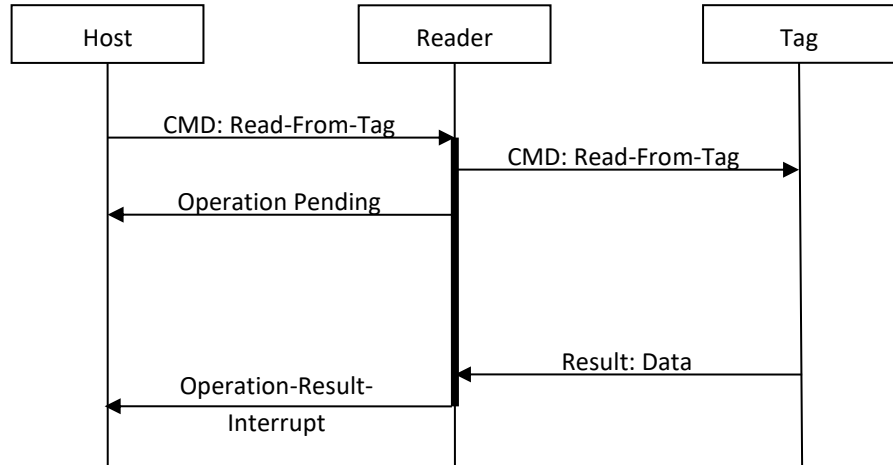 Host
Reader
Tag
CMD: Read-From-Tag
CMD: Read-From-Tag
Operation Pending
Result: Data
Operation-Result-
Interrupt